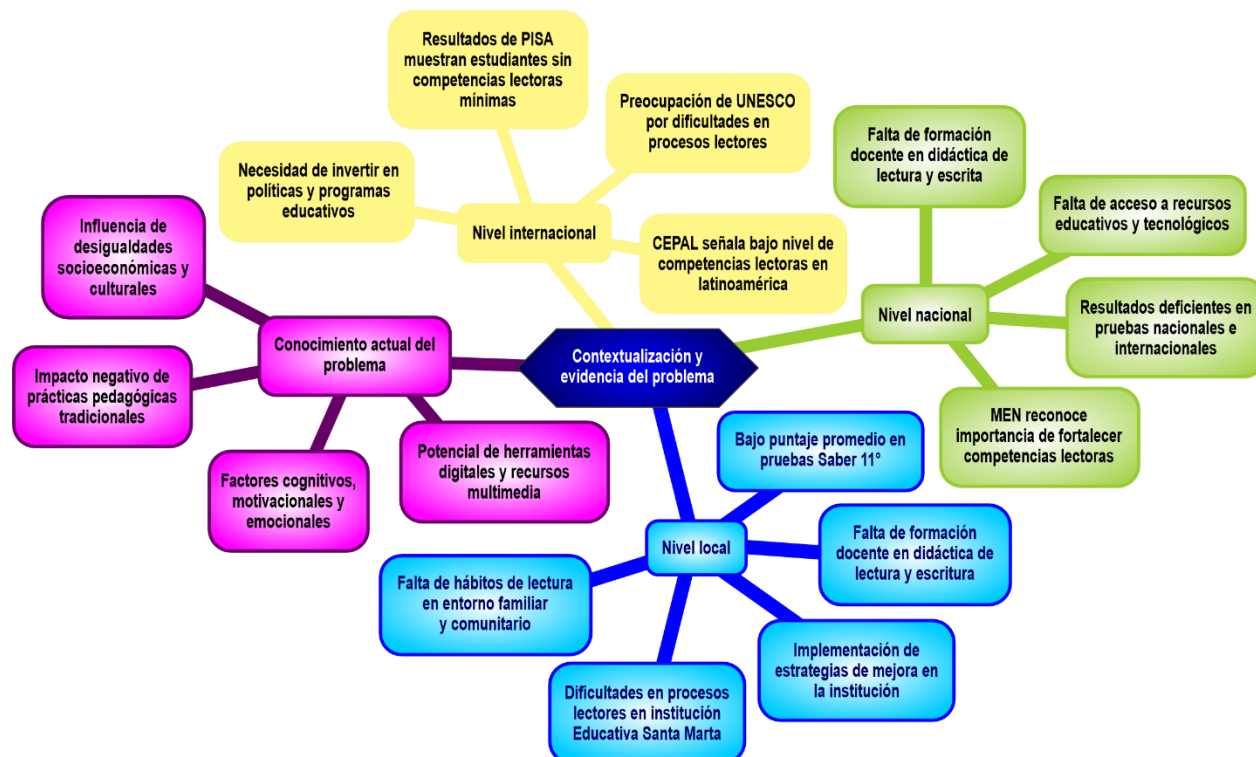 Resultados de PISA
muestran estudiantes sin
competencias lectoras
mínimas
Preocupación de UNESCO
por dificultades en
procesos lectores
Necesidad de invertir en
políticas y programas
educativos
Nivel internacional
CEPAL señala bajo nivel de
competencias lectoras en
latinoamérica
Falta de formación
docente en didáctica de
lectura y escrita
Falta de acceso a recursos
educativos y tecnológicos
Nivel nacional
Resultados deficientes en
pruebas nacionales e
internacionales
MEN reconoce
importancia de fortalecer
competencias lectoras
Influencia de
desigualdades
socioeconómicas y
culturales
Conocimiento actual del
problema
Impacto negativo de
prácticas pedagógicas
tradicionales
Factores cognitivos,
motivacionales y
emocionales
Potencial de herramientas
digitales y recursos
multimedia
Contextualización y
evidencia del problema
Bajo puntaje promedio en
pruebas Saber 11°
Nivel local
Falta de formación
docente en didáctica de
lectura y escritura
Falta de hábitos de lectura
en entorno familiar
y comunitario
Implementación de
estrategias de mejora en
la institución
Dificultades en procesos
lectores en institución
Educativa Santa Marta